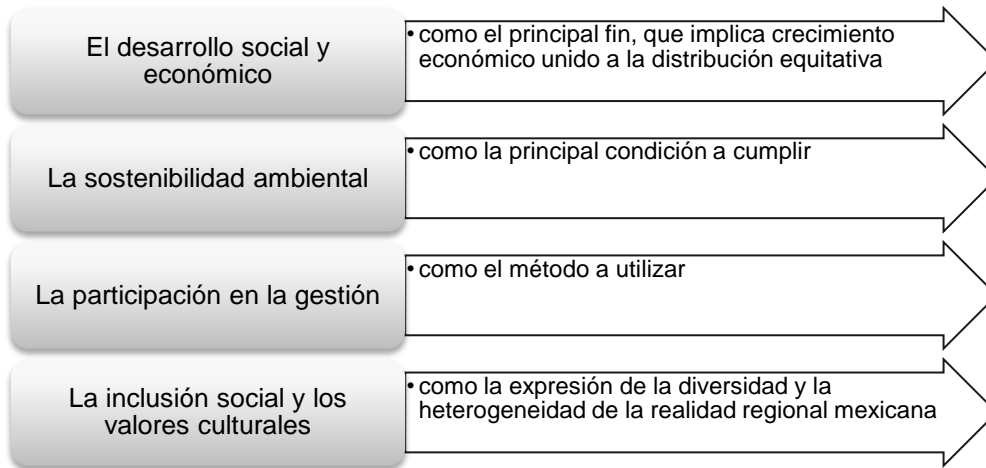 El desarrollo social y
económico
• como el principal fin, que implica crecimiento
económico unido a la distribución equitativa
La sostenibilidad ambiental
• como la principal condición a cumplir
La participación en la gestión
• como el método a utilizar
La inclusión social y los
valores culturales
• como la expresión de la diversidad y la
heterogeneidad de la realidad regional mexicana